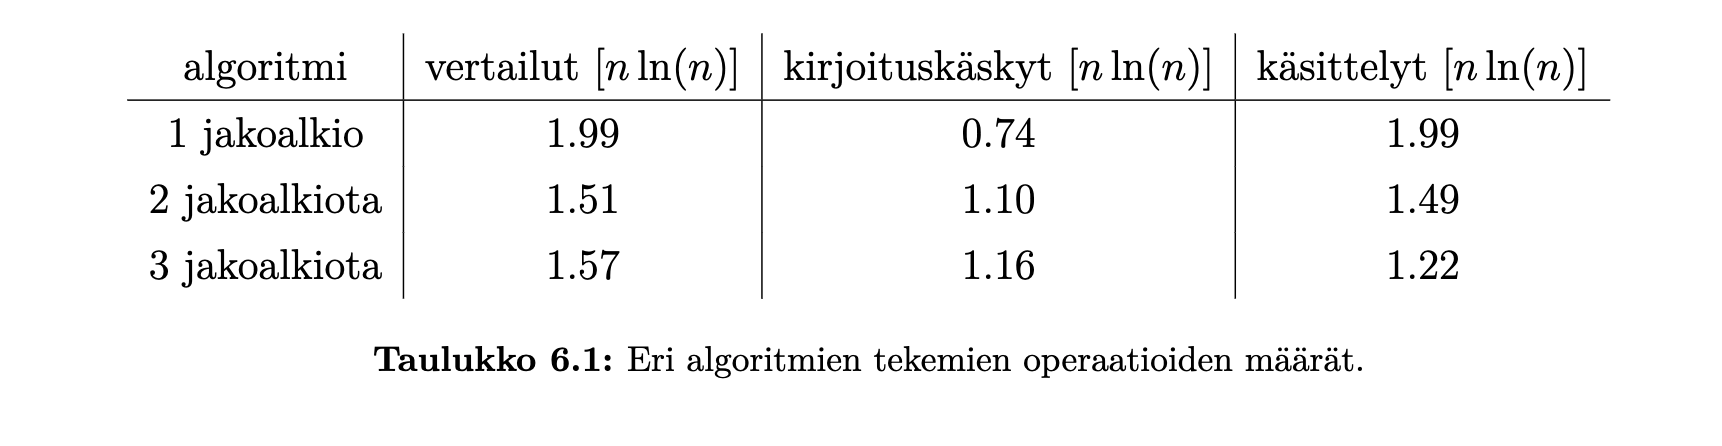 algoritmi vertailut [n ln(n)] kirjoituskäskyt [n ln(n)] käsittelyt [n ln(n)]
1 jakoalkio 1.99 0.74 1.99
2 jakoalkiota 1.51 1.10 1.49
3 jakoalkiota 1.57 1.16 1.22
Taulukko 6.1: Eri algoritmien tekemien operaatioiden määrät.